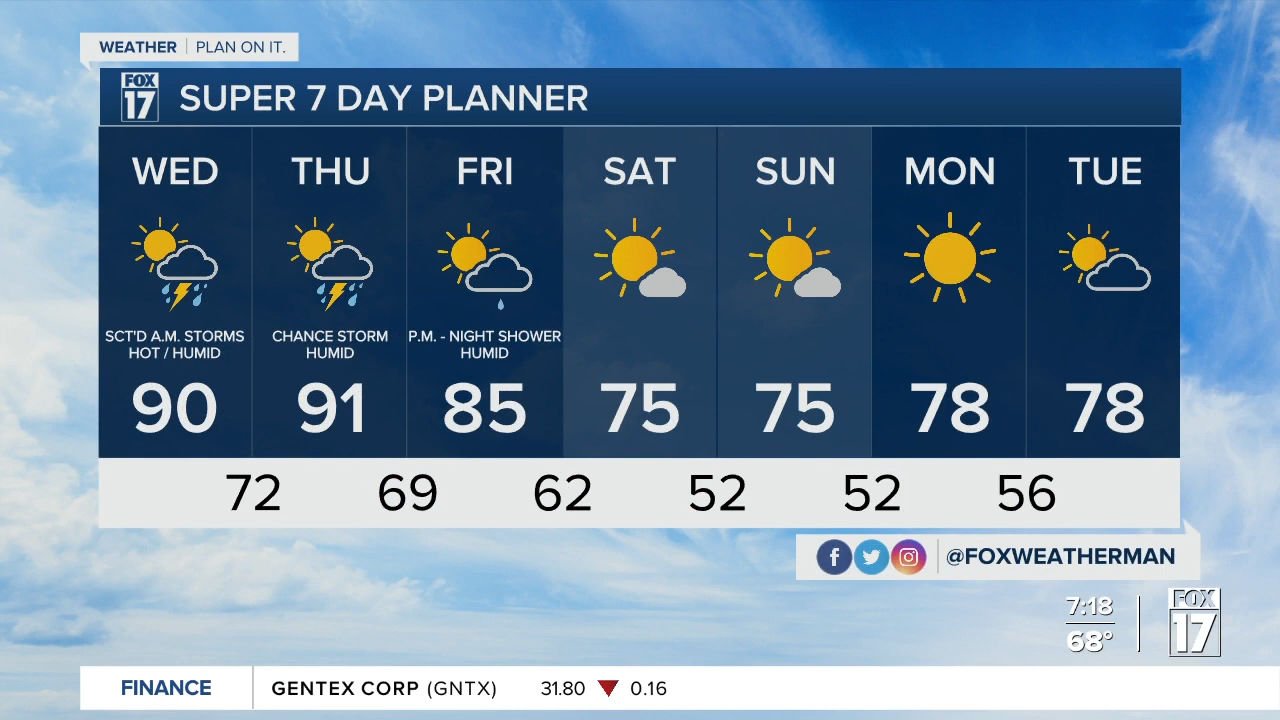 WEATHER | PLAN ON IT.
FOX
17
SUPER 7 DAY PLANNER
WED THU FRI SAT SUN MON TUE
SCT'D A.M. STORMS
HOT / HUMID
CHANCE STORM
HUMID
P.M. - NIGHT SHOWER
HUMID
90 91 85 75 75 78 78
72 69 62 52 52 56
@FOXWEATHERMAN
7:18
68°
FOX
17
FINANCE GENTEX CORP (GNTX) 31.80 ▼ 0.16